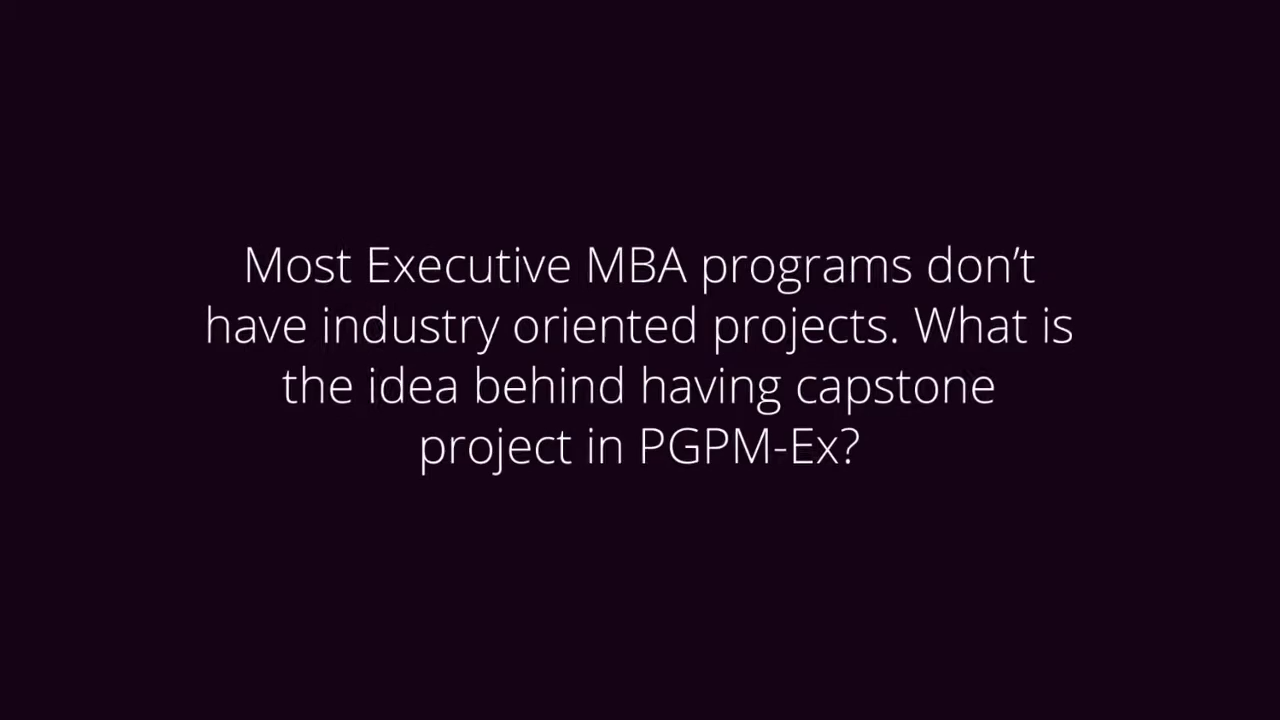 Most Executive MBA programs don’t
have industry oriented projects. What is
the idea behind having capstone
project in PGPM-Ex?